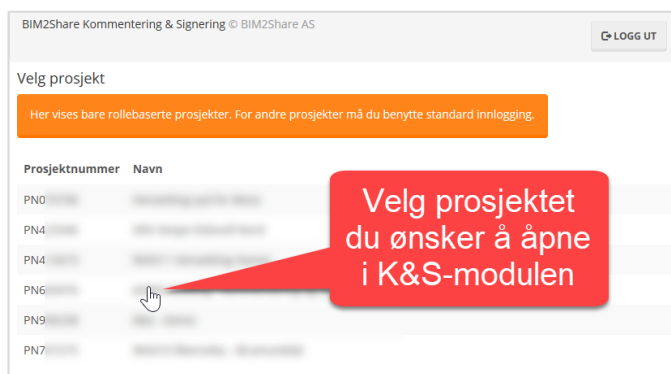 BIM2Share Kommentering & Signering © BIM2Share AS
LOGG UT
Velg prosjekt
Her vises bare rollebaserte prosjekter. For andre prosjekter må du benytte standard innlogging.
Prosjektnummer Navn
PN0
PN4
PN4
PN6
PN9
PN7
Velg prosjektet
du ønsker å åpne
i K&S-modulen